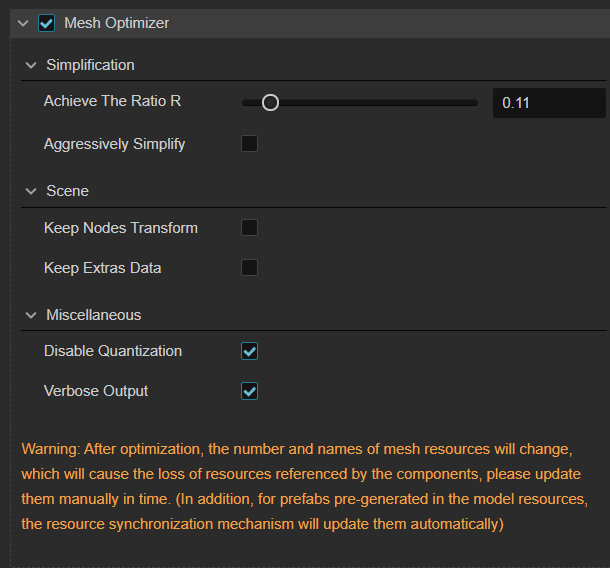 Mesh Optimizer
Simplification
Achieve The Ratio R 0.11
Aggressively Simplify
Scene
Keep Nodes Transform
Keep Extras Data
Miscellaneous
Disable Quantization
Verbose Output
Warning: After optimization, the number and names of mesh resources will change,
which will cause the loss of resources referenced by the components, please update
them manually in time. (In addition, for prefabs pre-generated in the model resources,
the resource synchronization mechanism will update them automatically)